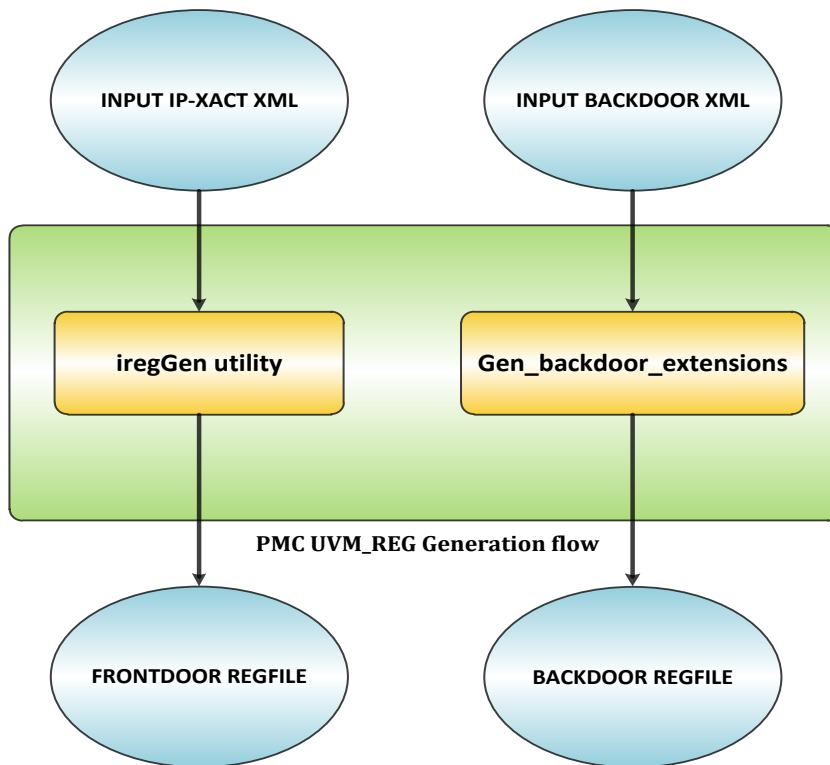 INPUT IP-XACT XML
INPUT BACKDOOR XML
iregGen utility
Gen_backdoor_extensions
PMC UVM_REG Generation flow
FRONTDOOR REGFILE
BACKDOOR REGFILE